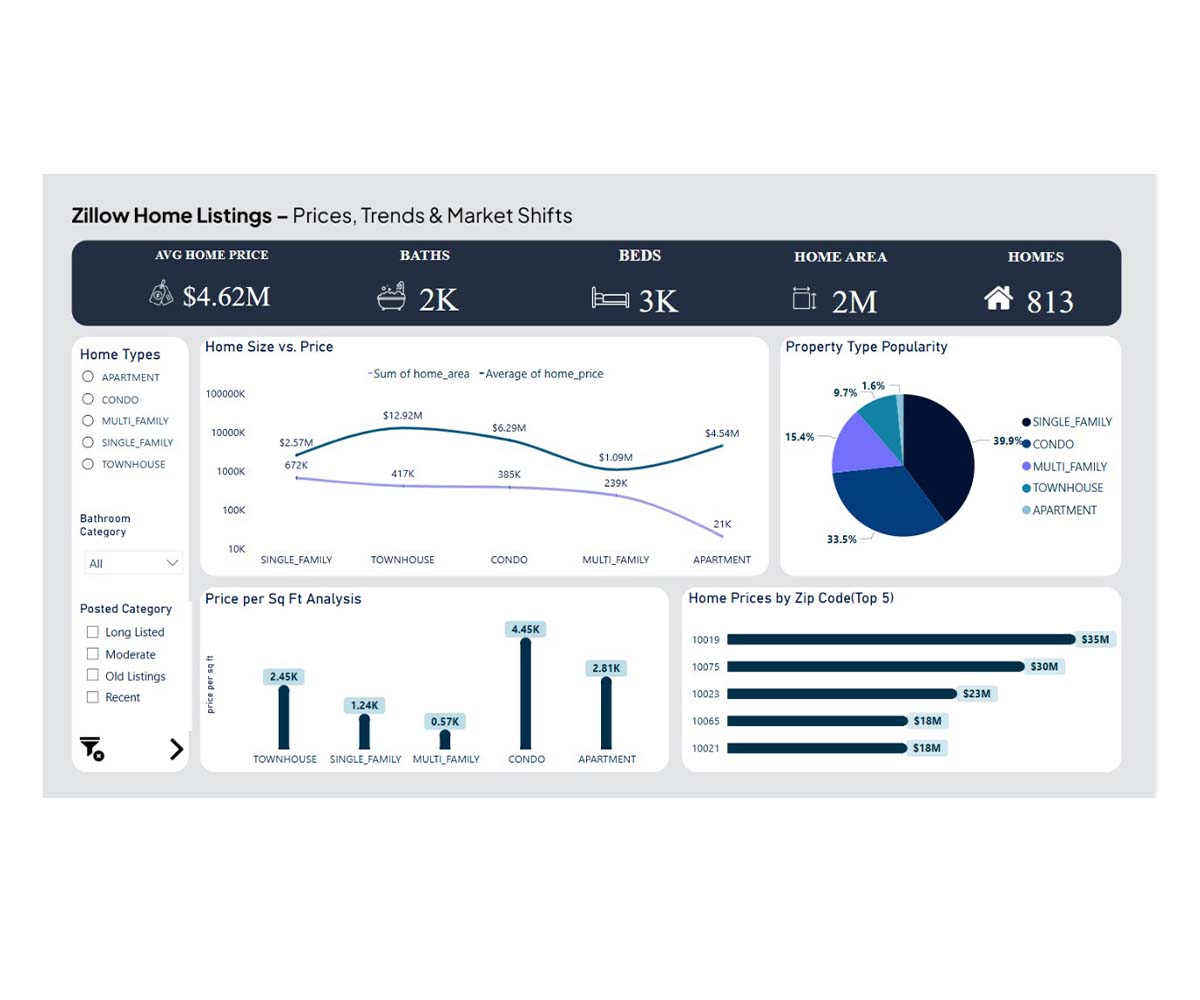 Zillow Home Listings – Prices, Trends & Market Shifts
AVG HOME PRICE
$4.62M
BATHS
2K
BEDS
3K
HOME AREA
2M
HOMES
813
Home Types
APARTMENT
CONDO
MULTI_FAMILY
SINGLE_FAMILY
TOWNHOUSE
Bathroom
Category
All
Posted Category
Long Listed
Moderate
Old Listings
Recent
Home Size vs. Price
Sum of home_area Average of home_price
100000K
10000K
1000K
100K
10K
$2.57M
$12.92M
$6.29M
$1.09M
$4.54M
672K
417K
385K
239K
21K
SINGLE_FAMILY
TOWNHOUSE
CONDO
MULTI_FAMILY
APARTMENT
Property Type Popularity
39.9%
33.5%
15.4%
9.7%
1.6%
SINGLE_FAMILY
CONDO
MULTI_FAMILY
TOWNHOUSE
APARTMENT
Price per Sq Ft Analysis
price per sq ft
2.45K
1.24K
0.57K
4.45K
2.81K
TOWNHOUSE
SINGLE_FAMILY
MULTI_FAMILY
CONDO
APARTMENT
Home Prices by Zip Code(Top 5)
10019 $35M
10075 $30M
10023 $23M
10065 $18M
10021 $18M